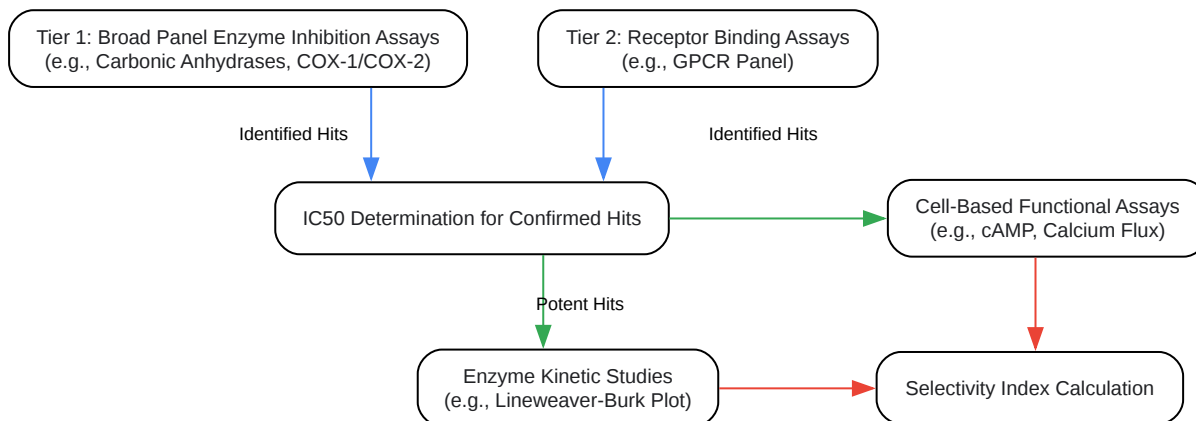 Tier 1: Broad Panel Enzyme Inhibition Assays
(e.g., Carbonic Anhydrases, COX-1/COX-2)
Tier 2: Receptor Binding Assays
(e.g., GPCR Panel)
Identified Hits
Identified Hits
IC50 Determination for Confirmed Hits
Cell-Based Functional Assays
(e.g., cAMP, Calcium Flux)
Potent Hits
Enzyme Kinetic Studies
(e.g., Lineweaver-Burk Plot)
Selectivity Index Calculation